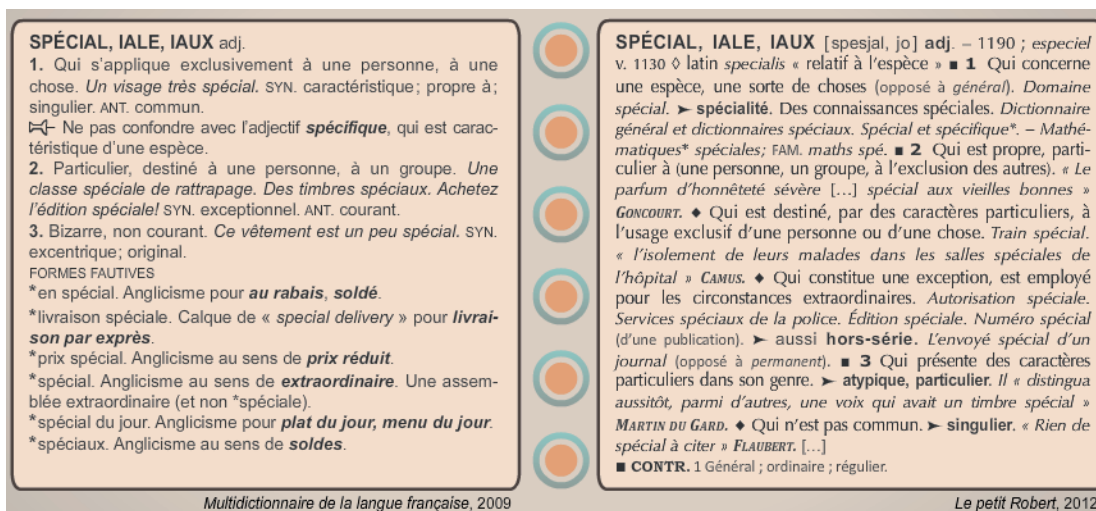 SPÉCIAL, IALE, IAUX adj.
1. Qui s'applique exclusivement à une personne, à une
chose. Un visage très spécial. SYN. caractéristique ; propre à ;
singulier. ANT. commun.
Ne pas confondre avec l'adjectif spécifique, qui est carac-
téristique d'une espèce.
2. Particulier, destiné à une personne, à un groupe. Une
classe spéciale de rattrapage. Des timbres spéciaux. Achetez
l'édition spéciale! SYN. exceptionnel. ANT. courant.
3. Bizarre, non courant. Ce vêtement est un peu spécial. SYN.
excentrique ; original.
FORMES FAUTIVES
*en spécial. Anglicisme pour au rabais, soldé.
*livraison spéciale. Calque de « special delivery » pour livrai-
son par exprès.
*prix spécial. Anglicisme au sens de prix réduit.
*spécial. Anglicisme au sens de extraordinaire. Une assem-
blée extraordinaire (et non *spéciale).
*spécial du jour. Anglicisme pour plat du jour, menu du jour.
*spéciaux. Anglicisme au sens de soldes.
Multidictionnaire de la langue française, 2009
SPÉCIAL, IALE, IAUX [spesjal, jo] adj. – 1190 ; especiel
v. 1130 ◊ latin specialis « relatif à l'espèce » ■ 1 Qui concerne
une espèce, une sorte de choses (opposé à général). Domaine
spécial. ➤ spécialité. Des connaissances spéciales. Dictionnaire
général et dictionnaires spéciaux. Spécial et spécifique*. – Mathé-
matiques* spéciales; FAM. maths spé. ■ 2 Qui est propre, parti-
culier à (une personne, un groupe, à l'exclusion des autres). « Le
parfum d'honnêteté sévère [...] spécial aux vieilles bonnes »
GONCOURT. ◆ Qui est destiné, par des caractères particuliers, à
l'usage exclusif d'une personne ou d'une chose. Train spécial.
« l'isolement de leurs malades dans les salles spéciales de
l'hôpital » CAMUS. ◆ Qui constitue une exception, est employé
pour les circonstances extraordinaires. Autorisation spéciale.
Services spéciaux de la police. Édition spéciale. Numéro spécial
(d'une publication). ➤ aussi hors-série. L'envoyé spécial d'un
journal (opposé à permanent). ■ 3 Qui présente des caractères
particuliers dans son genre. ➤ atypique, particulier. Il « distingua
aussitôt, parmi d'autres, une voix qui avait un timbre spécial »
MARTIN DU GARD. ◆ Qui n'est pas commun. ➤ singulier. « Rien de
spécial à citer » FLAUBERT. [...]
■ CONTR. 1 Général ; ordinaire ; régulier.
Le petit Robert, 2012